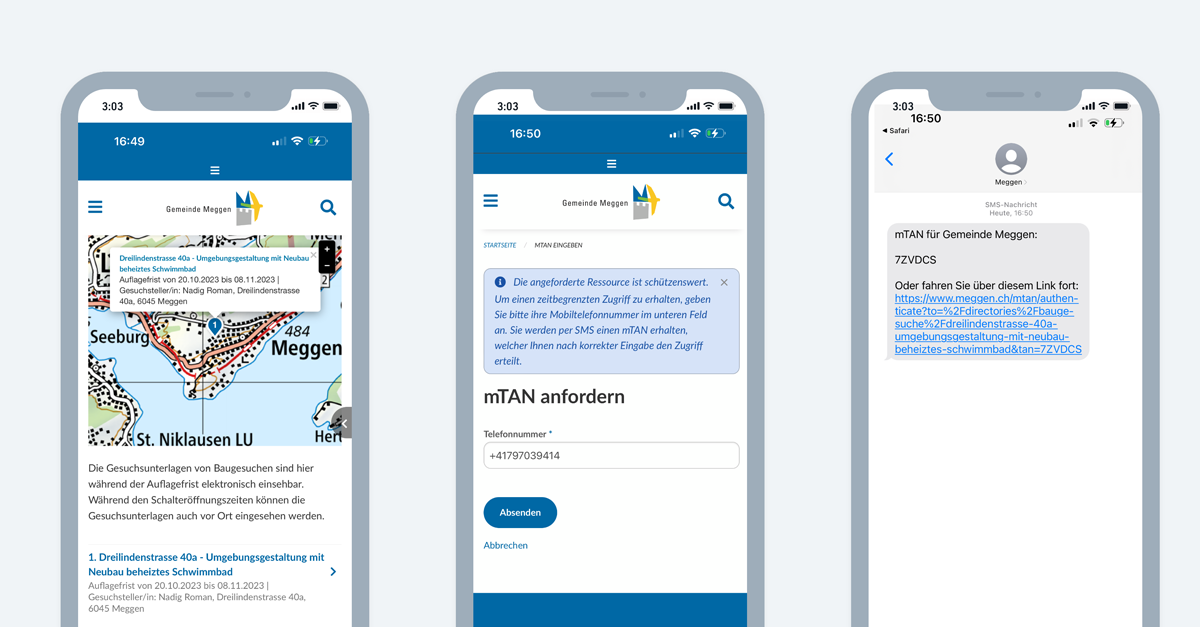 3:03
16:49
Gemeinde Meggen
Dreilindenstrasse 40a - Umgebungsgestaltung mit Neubau
beheiztes Schwimmbad
Auflagefrist von 20.10.2023 bis 08.11.2023 |
Gesuchsteller/in: Nadig Roman, Dreilindenstrasse
40a, 6045 Meggen
+
−
2
1
Seeburg
484
Meggen
St. Niklausen LU
Her
Die Gesuchsunterlagen von Baugesuchen sind hier
während der Auflagefrist elektronisch einsehbar.
Während den Schalteröffnungszeiten können die
Gesuchsunterlagen auch vor Ort eingesehen werden.
1. Dreilindenstrasse 40a - Umgebungsgestaltung mit
Neubau beheiztes Schwimmbad
Auflagefrist von 20.10.2023 bis 08.11.2023 |
Gesuchsteller/in: Nadig Roman, Dreilindenstrasse 40a,
6045 Meggen
3:03
16:50
Gemeinde Meggen
STARTSEITE / MTAN EINGEBEN
Die angeforderte Ressource ist schützenswert.
Um einen zeitbegrenzten Zugriff zu erhalten, geben
Sie bitte ihre Mobiltelefonnummer im unteren Feld
an. Sie werden per SMS einen mTAN erhalten,
welcher Ihnen nach korrekter Eingabe den Zugriff
erteilt.
mTAN anfordern
Telefonnummer *
+41797039414
Absenden
Abbrechen
3:03
16:50
Safari
Meggen
SMS-Nachricht
Heute, 16:50
mTAN für Gemeinde Meggen:
7ZVDCS
Oder fahren Sie über diesem Link fort:
https://www.meggen.ch/mtan/authen-
ticate?to=%2Fdirectories%2Fbauge-
suche%2Fdreilindenstrasse-40a-
umgebungsgestaltung-mit-neubau-
beheiztes-schwimmbad&tan=7ZVDCS